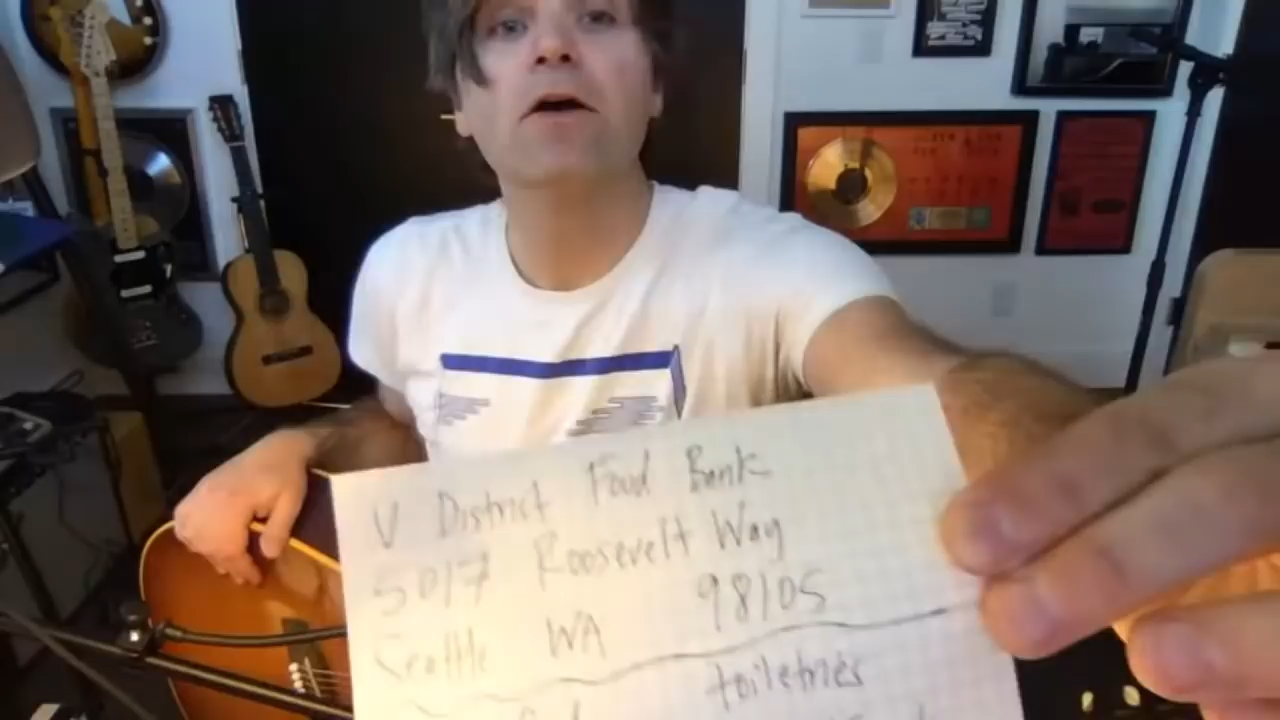 V District Food Bank
5017 Roosevelt Way
Seattle WA 98105
toiletries